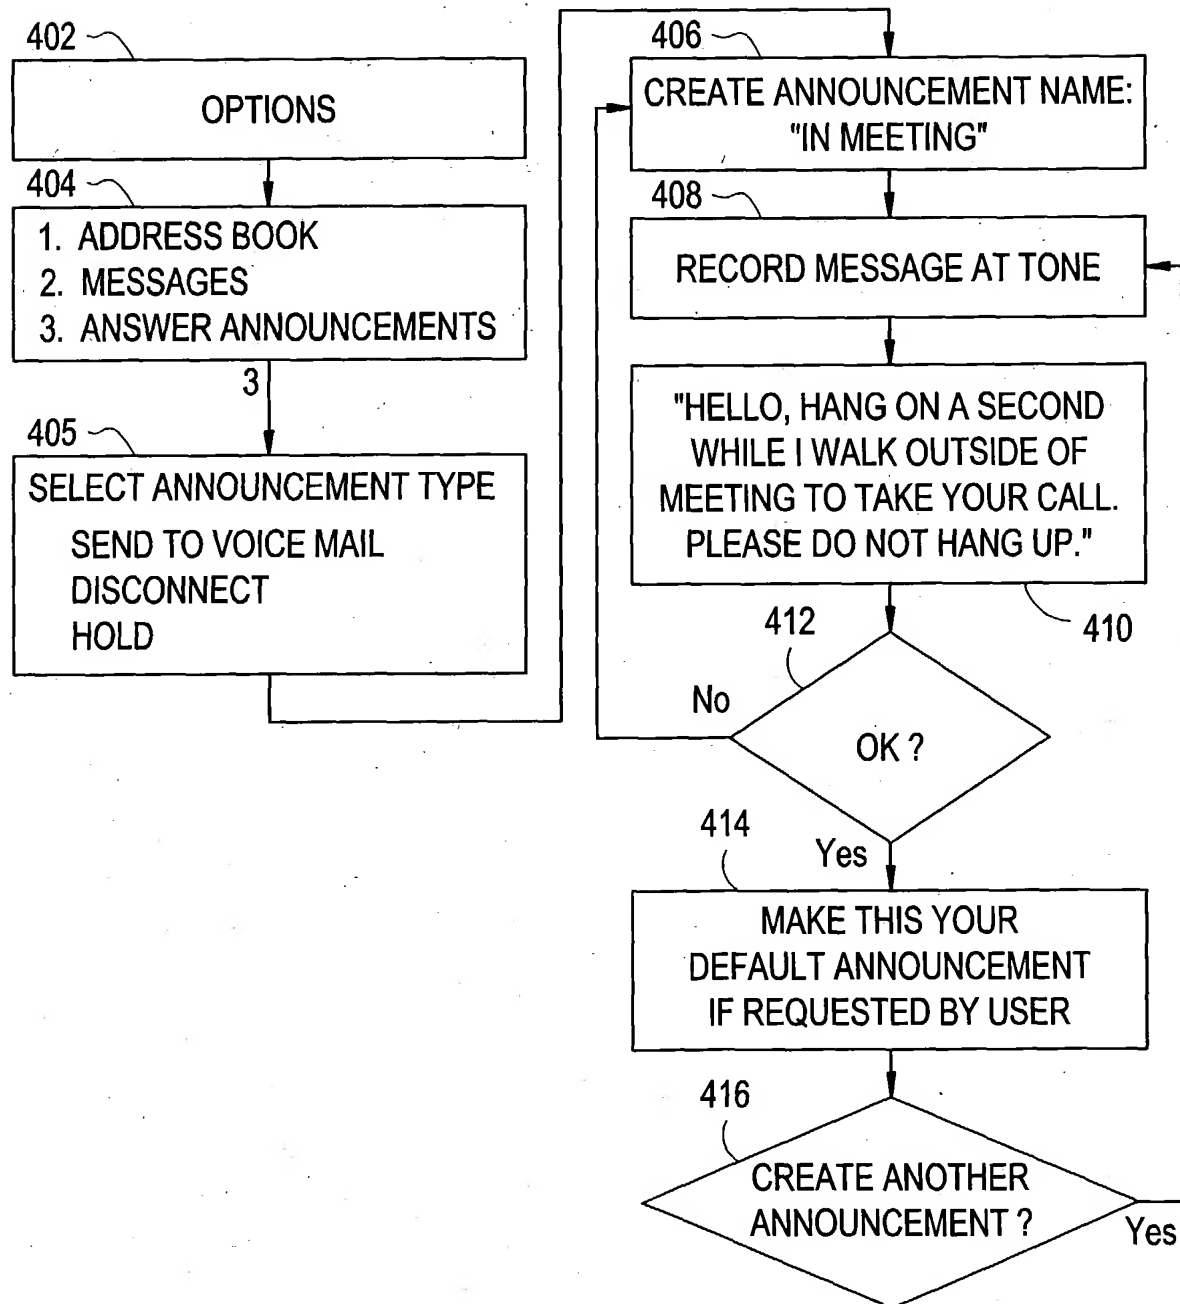 402
OPTIONS
404
1. ADDRESS BOOK
2. MESSAGES
3. ANSWER ANNOUNCEMENTS
3
405
SELECT ANNOUNCEMENT TYPE
SEND TO VOICE MAIL
DISCONNECT
HOLD
406
CREATE ANNOUNCEMENT NAME:
"IN MEETING"
408
RECORD MESSAGE AT TONE
"HELLO, HANG ON A SECOND
WHILE I WALK OUTSIDE OF
MEETING TO TAKE YOUR CALL.
PLEASE DO NOT HANG UP."
410
412
No
OK ?
Yes
414
MAKE THIS YOUR
DEFAULT ANNOUNCEMENT
IF REQUESTED BY USER
416
CREATE ANOTHER
ANNOUNCEMENT ?
Yes